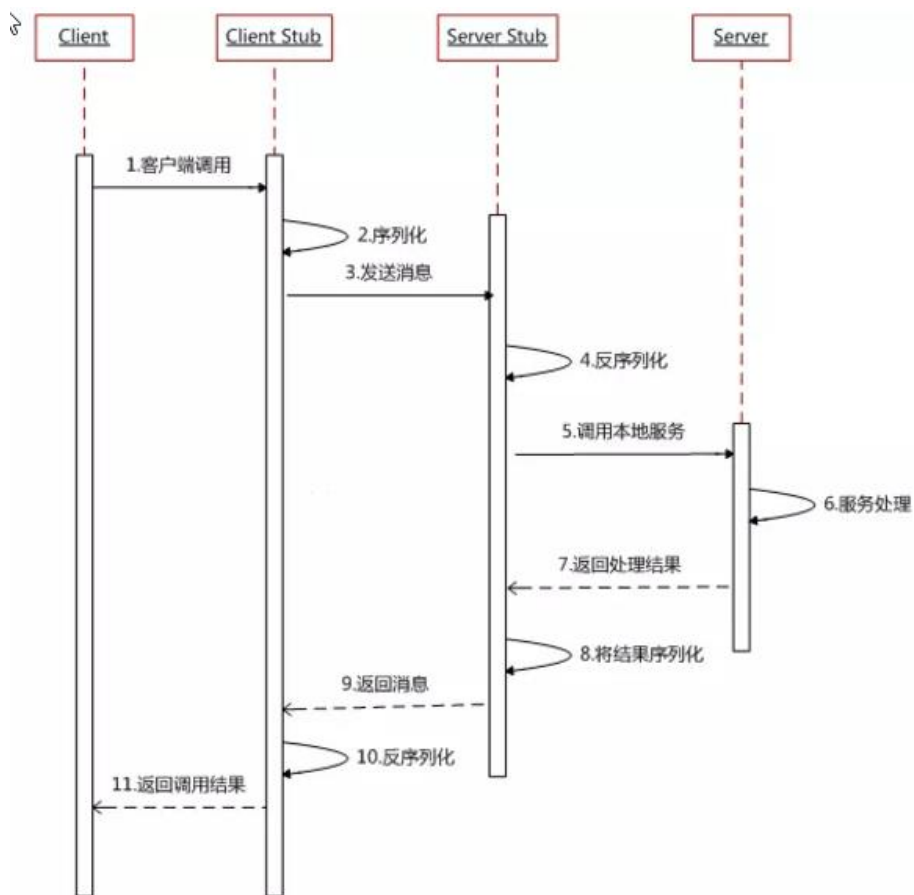 Client
Client Stub
Server Stub
Server
1.客户端调用
2.序列化
3.发送消息
4.反序列化
5.调用本地服务
6.服务处理
7.返回处理结果
8.将结果序列化
9.返回消息
10.反序列化
11.返回调用结果